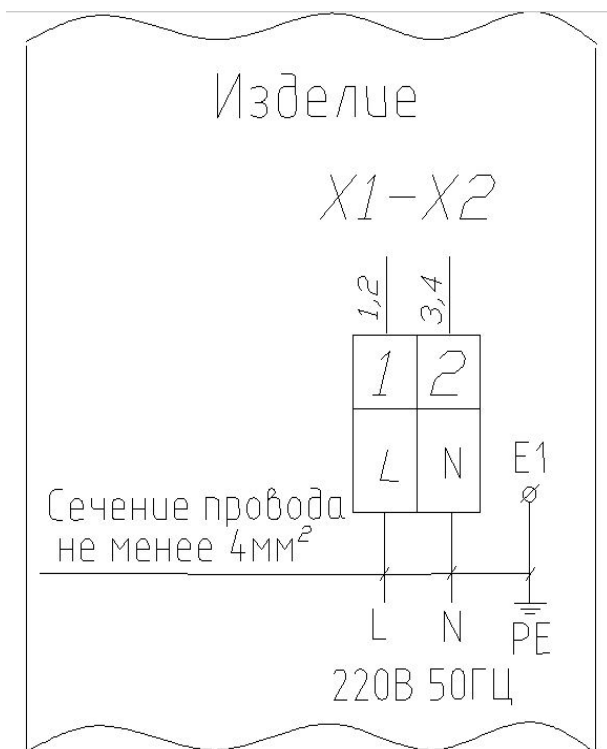 Изделие
X1-X2
1,2 3,4
1 2
L N
E1
Сечение провода
не менее 4мм²
L N
PE
220В 50ГЦ